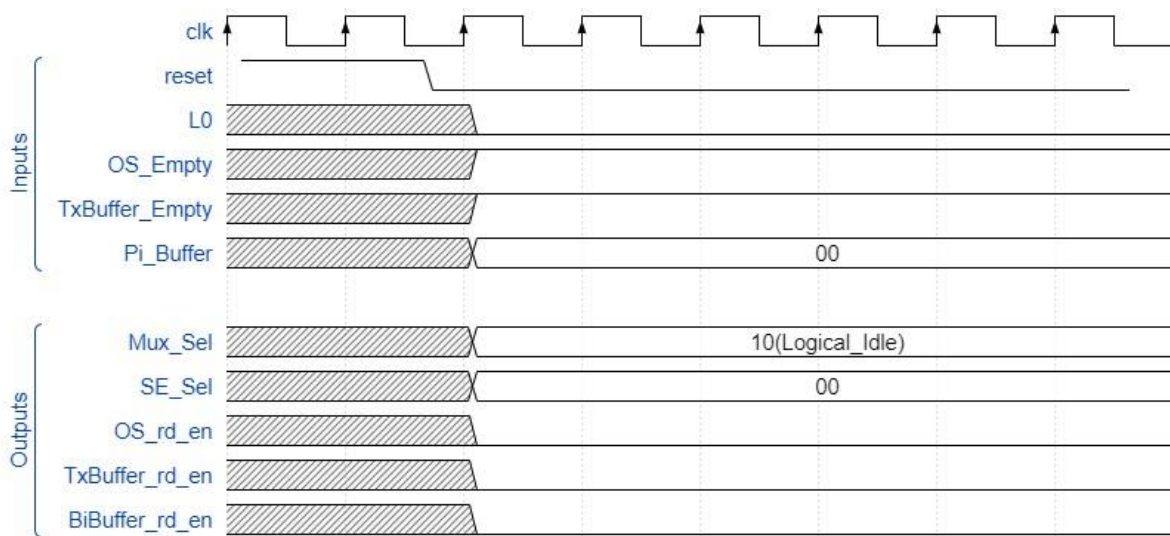 clk
Inputs
reset
L0
OS_Empty
TxBuffer_Empty
Pi_Buffer 00
Outputs
Mux_Sel 10(Logical_Idle)
SE_Sel 00
OS_rd_en
TxBuffer_rd_en
BiBuffer_rd_en